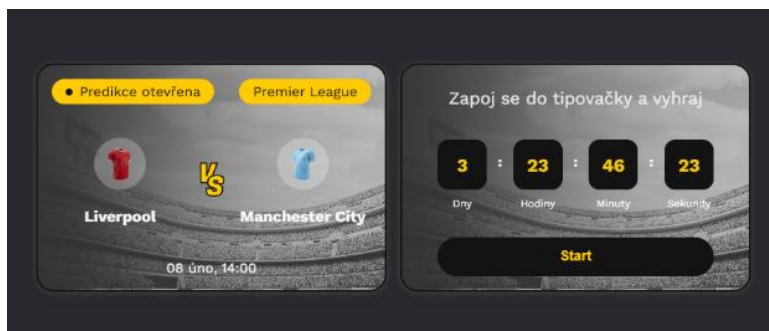 Predikce otevřena
Premier League
VS
Liverpool
Manchester City
08 úno, 14:00
Zapoj se do tipovačky a vyhraj
3 : 23 : 46 : 23
Dny Hodiny Minuty Sekundy
Start